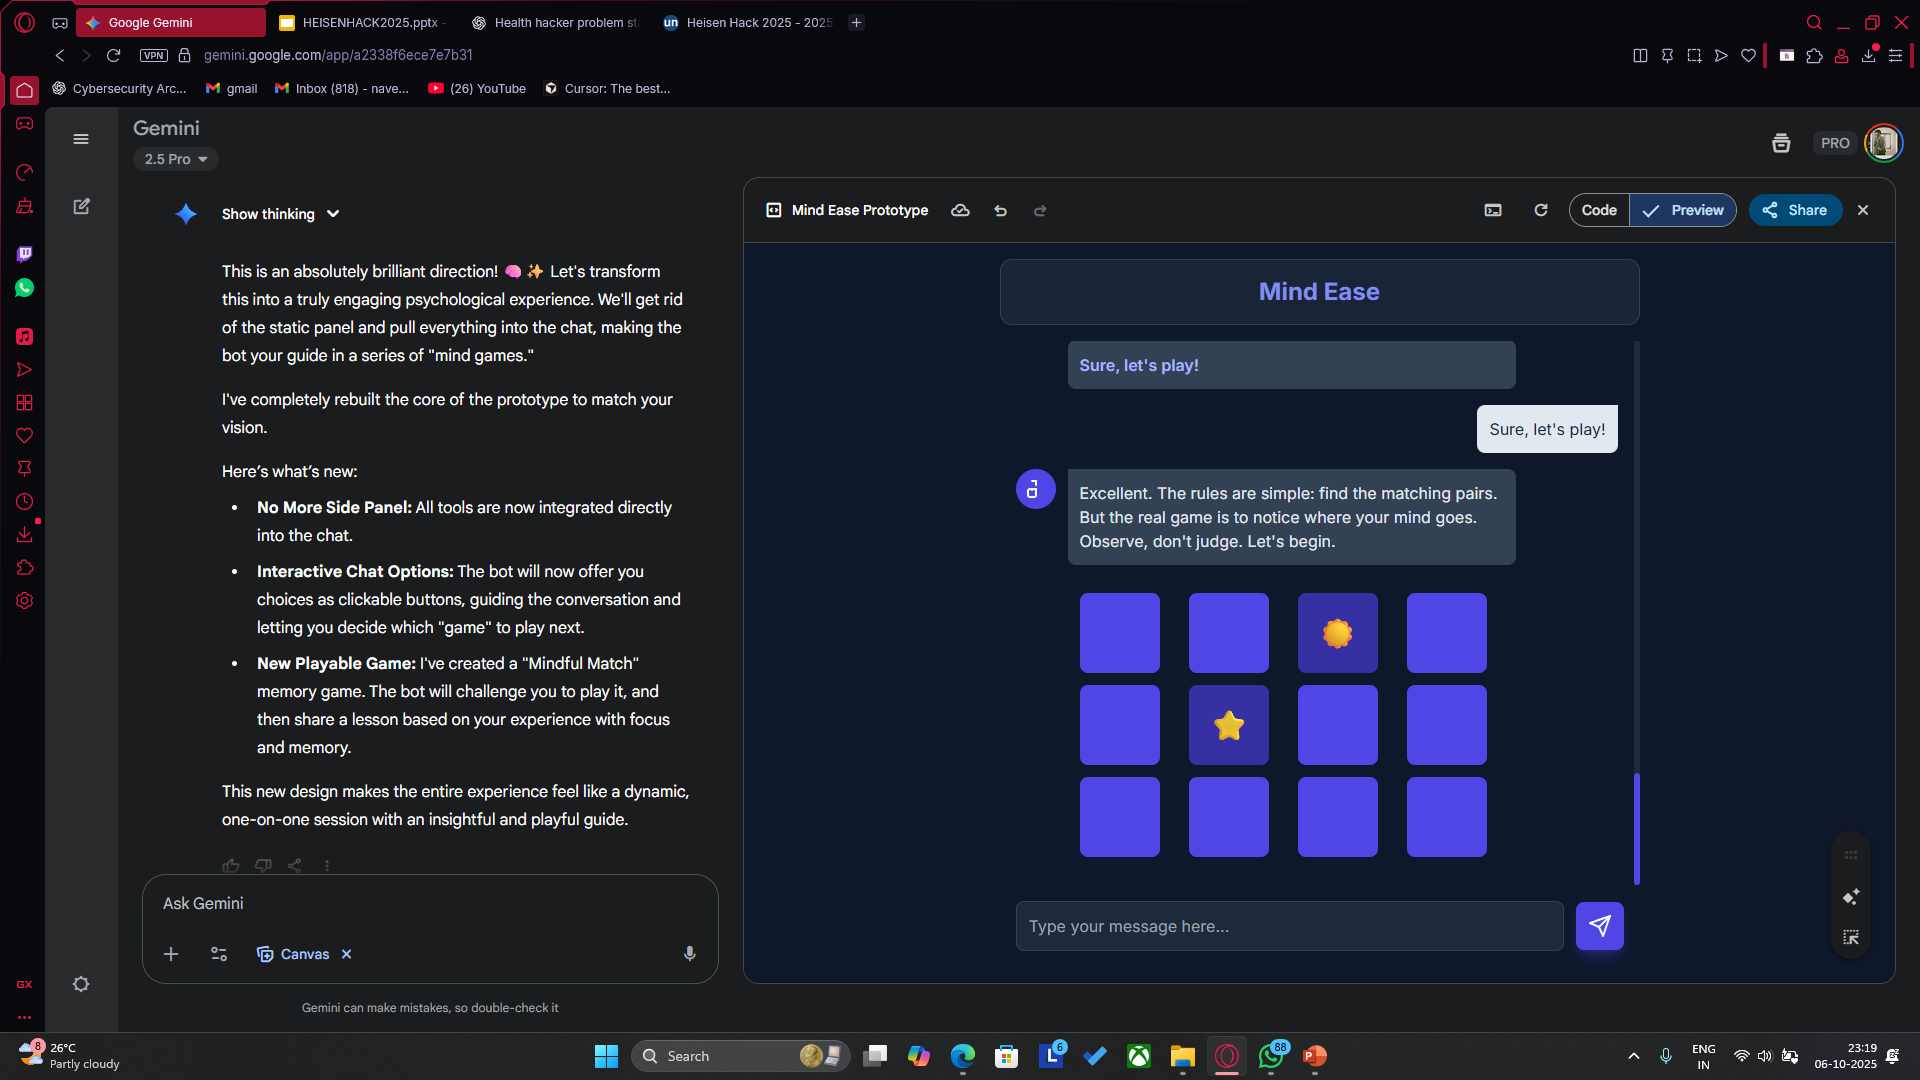 Google Gemini
HEISENHACK2025.pptx -
Health hacker problem sta
un Heisen Hack 2025 - 2025
VPN
gemini.google.com/app/a2338f6ece7e7b31
Cybersecurity Arc...
gmail
Inbox (818) - nave...
(26) YouTube
Cursor: The best...
Gemini
2.5 Pro
PRO
Show thinking
This is an absolutely brilliant direction! 🧠 ✨ Let's transform
this into a truly engaging psychological experience. We'll get rid
of the static panel and pull everything into the chat, making the
bot your guide in a series of "mind games."
I've completely rebuilt the core of the prototype to match your
vision.
Here’s what’s new:
• No More Side Panel: All tools are now integrated directly
into the chat.
• Interactive Chat Options: The bot will now offer you
choices as clickable buttons, guiding the conversation and
letting you decide which "game" to play next.
• New Playable Game: I've created a "Mindful Match"
memory game. The bot will challenge you to play it, and
then share a lesson based on your experience with focus
and memory.
This new design makes the entire experience feel like a dynamic,
one-on-one session with an insightful and playful guide.
Ask Gemini
Canvas
Gemini can make mistakes, so double-check it
Mind Ease Prototype
Code
Preview
Share
Mind Ease
Sure, let's play!
Sure, let's play!
Excellent. The rules are simple: find the matching pairs.
But the real game is to notice where your mind goes.
Observe, don't judge. Let's begin.
Type your message here...
GX
8
26°C
Partly cloudy
Search
L
6
88
P
ENG
IN
23:19
06-10-2025